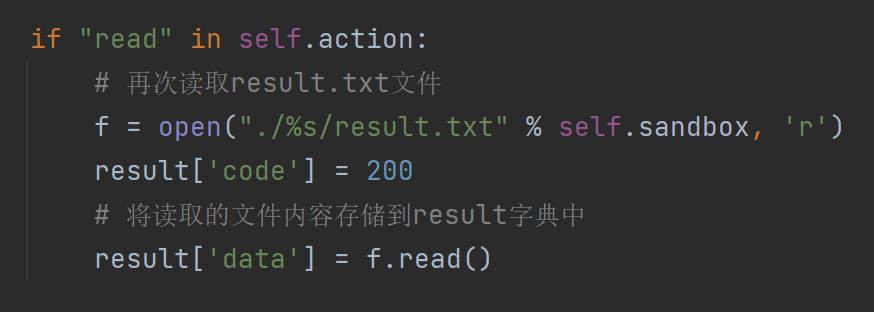 if "read" in self.action:
# 再次读取result.txt文件
f = open("./%s/result.txt" % self.sandbox, 'r')
result['code'] = 200
# 将读取的文件内容存储到result字典中
result['data'] = f.read()